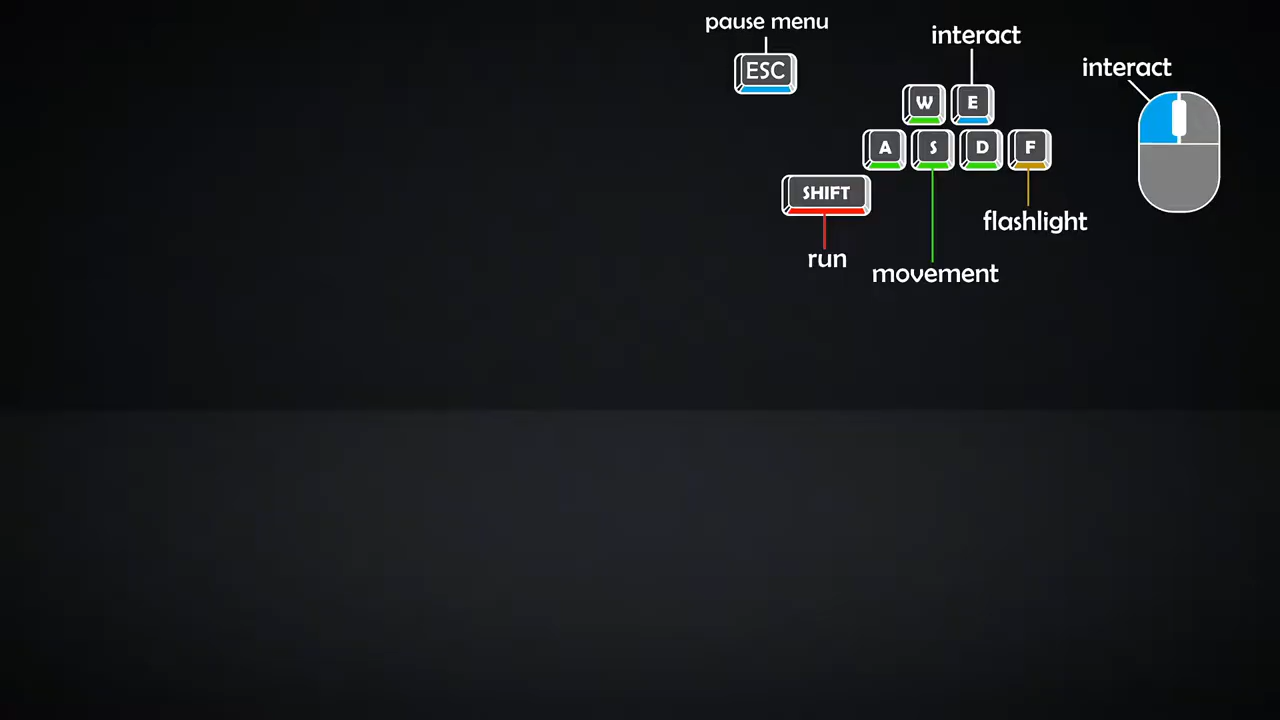 pause menu
interact
interact
ESC
W E
A S D F
SHIFT
flashlight
run
movement